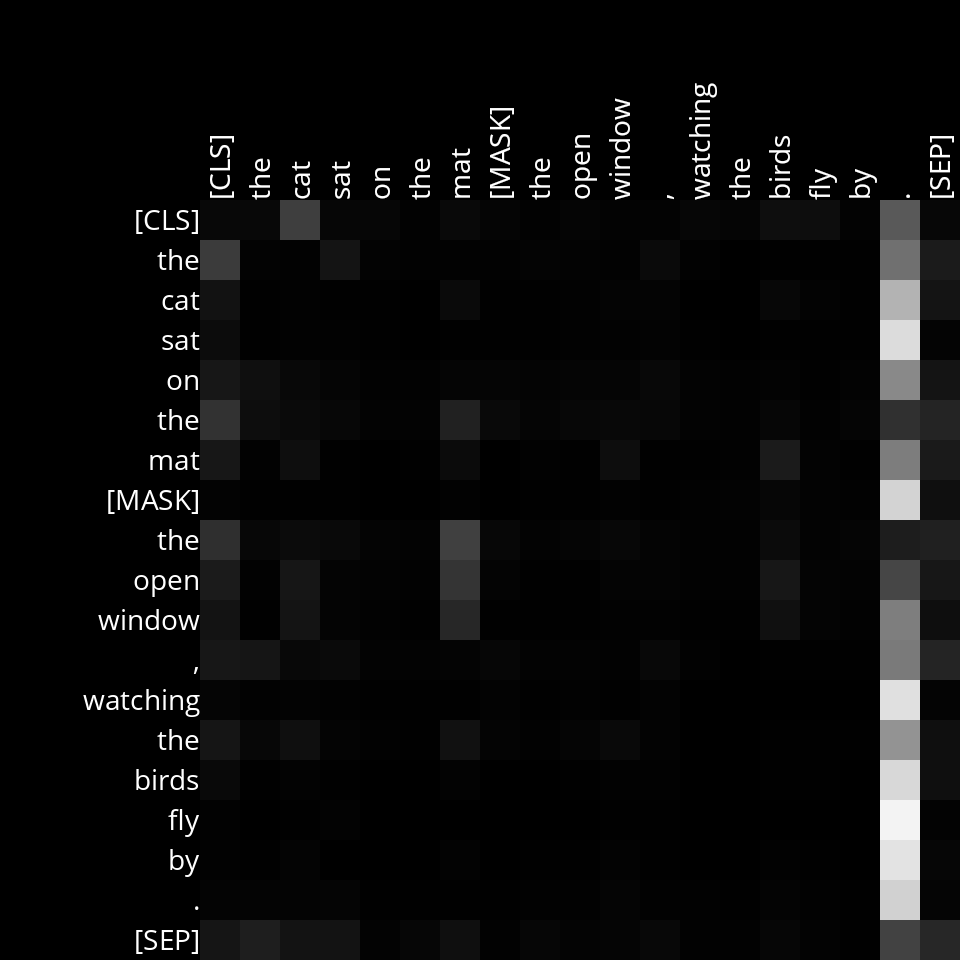 [CLS] the cat sat on the mat [MASK] the open window , watching the birds fly by . [SEP]
[CLS]
the
cat
sat
on
the
mat
[MASK]
the
open
window
,
watching
the
birds
fly
by
.
[SEP]